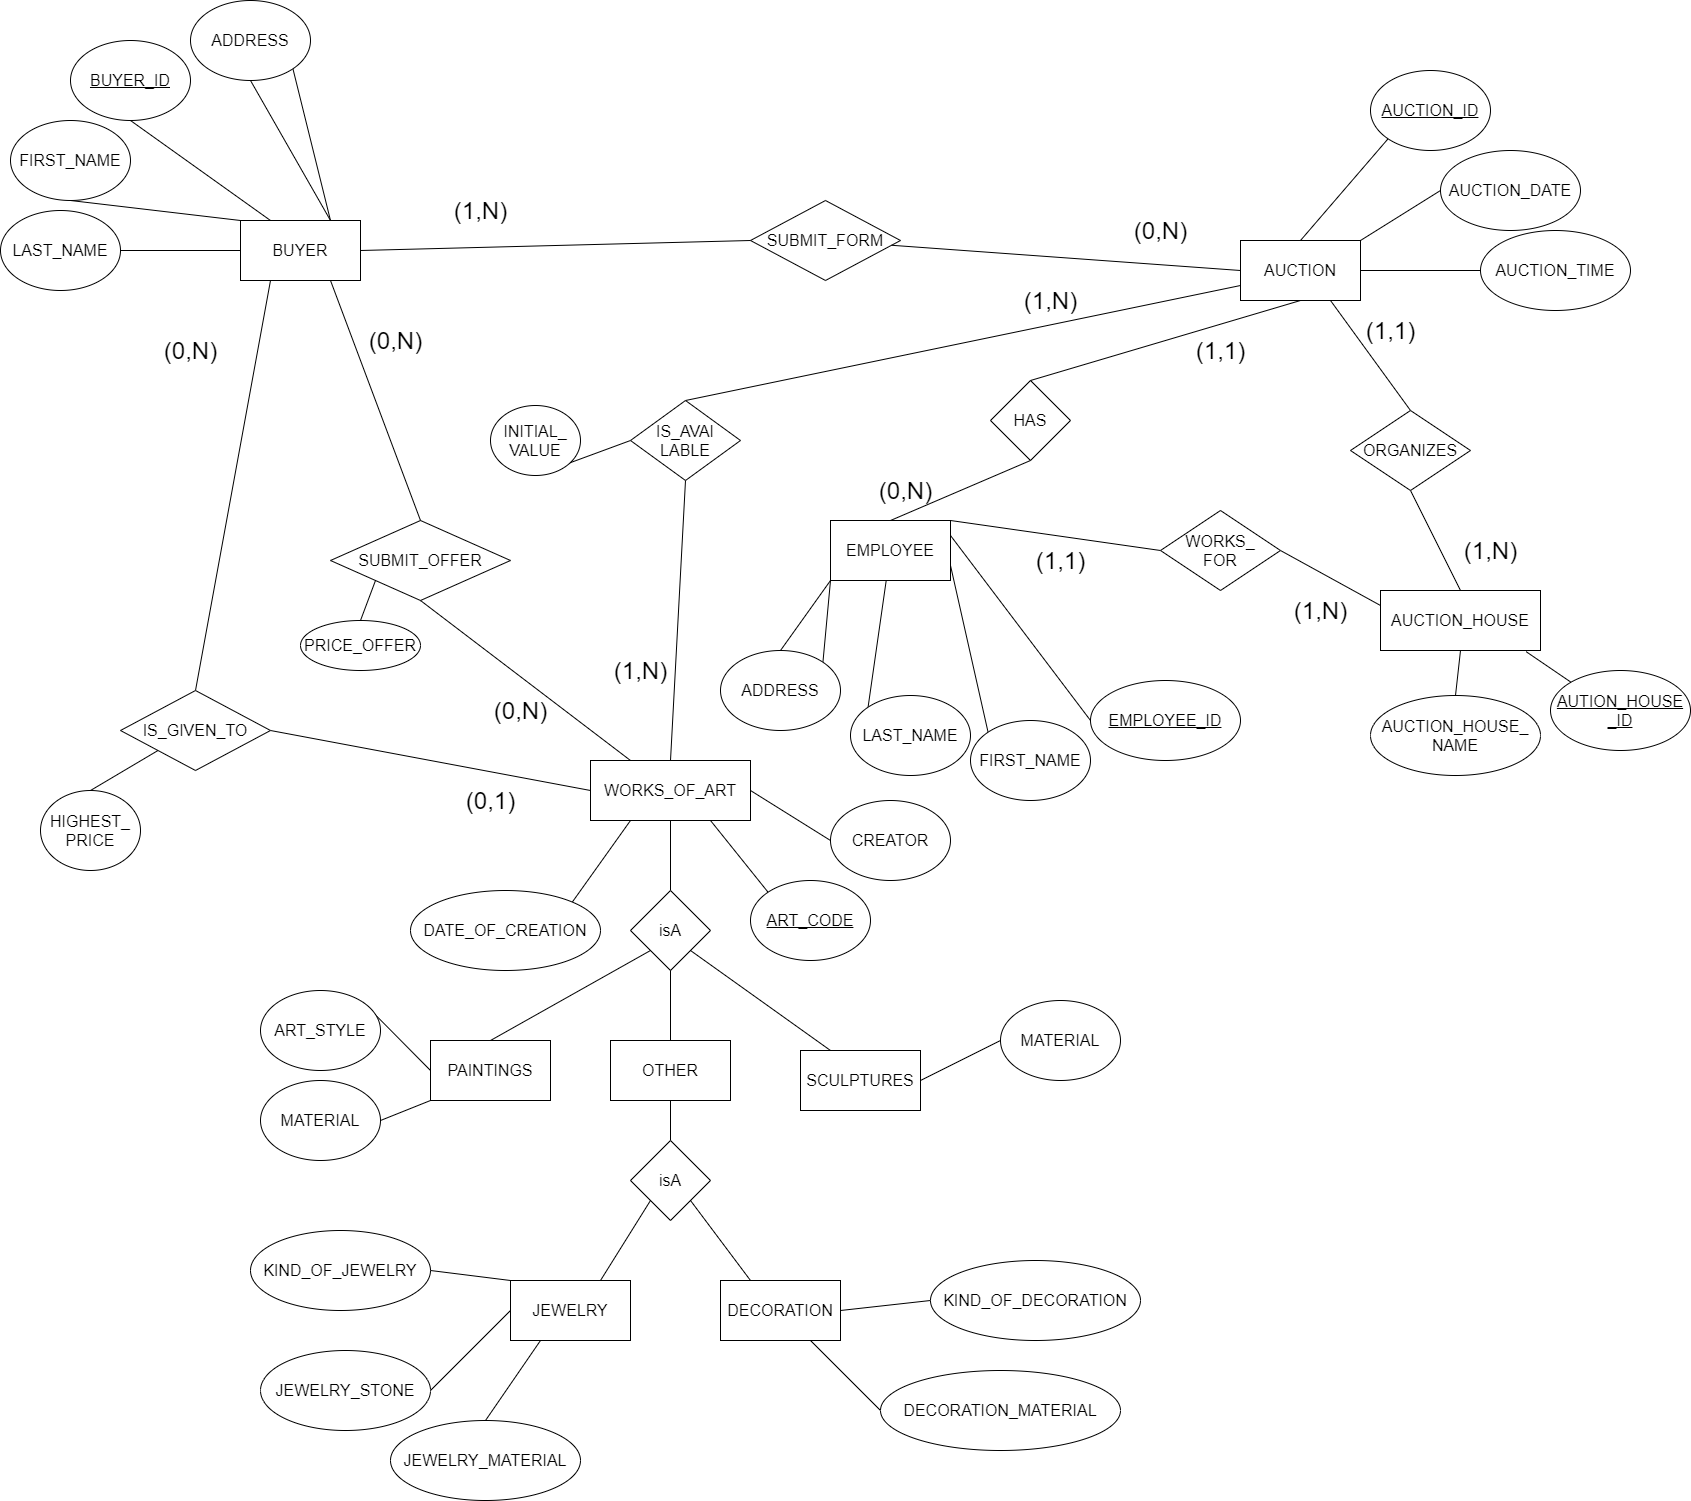 ADDRESS
BUYER_ID
FIRST_NAME
LAST_NAME
BUYER
(1,N)
SUBMIT_FORM
(0,N)
AUCTION_ID
AUCTION_DATE
AUCTION
AUCTION_TIME
(0,N)
(0,N)
(1,N)
(1,1)
(1,1)
INITIAL_
VALUE
IS_AVAI
LABLE
HAS
ORGANIZES
(0,N)
EMPLOYEE
(1,1)
WORKS_
FOR
(1,N)
(1,N)
AUCTION_HOUSE
SUBMIT_OFFER
PRICE_OFFER
(1,N)
(0,N)
ADDRESS
LAST_NAME
FIRST_NAME
EMPLOYEE_ID
AUCTION_HOUSE_
NAME
AUTION_HOUSE
_ID
IS_GIVEN_TO
HIGHEST_
PRICE
(0,1)
WORKS_OF_ART
CREATOR
DATE_OF_CREATION
isA
ART_CODE
ART_STYLE
MATERIAL
PAINTINGS
OTHER
SCULPTURES
MATERIAL
isA
KIND_OF_JEWELRY
JEWELRY
DECORATION
KIND_OF_DECORATION
JEWELRY_STONE
DECORATION_MATERIAL
JEWELRY_MATERIAL